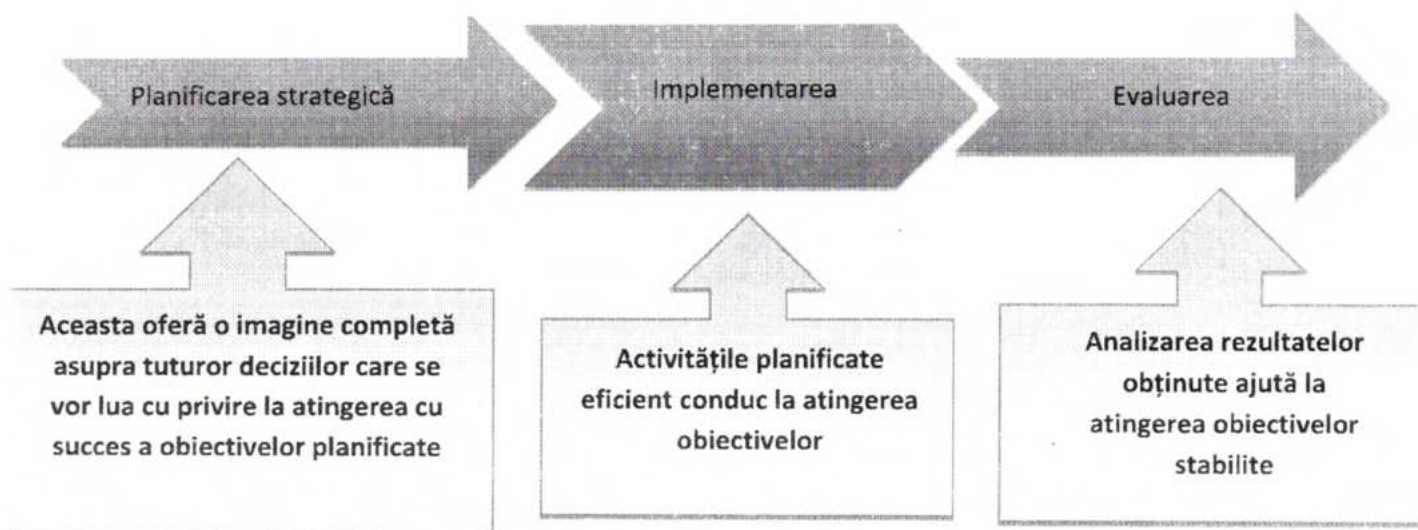 Planificarea strategică
Implementarea
Evaluarea
Aceasta oferă o imagine completă
asupra tuturor deciziilor care se
vor lua cu privire la atingerea cu
succes a obiectivelor planificate
Activitățile planificate
eficient conduc la atingerea
obiectivelor
Analizarea rezultatelor
obținute ajută la
atingerea obiectivelor
stabilite